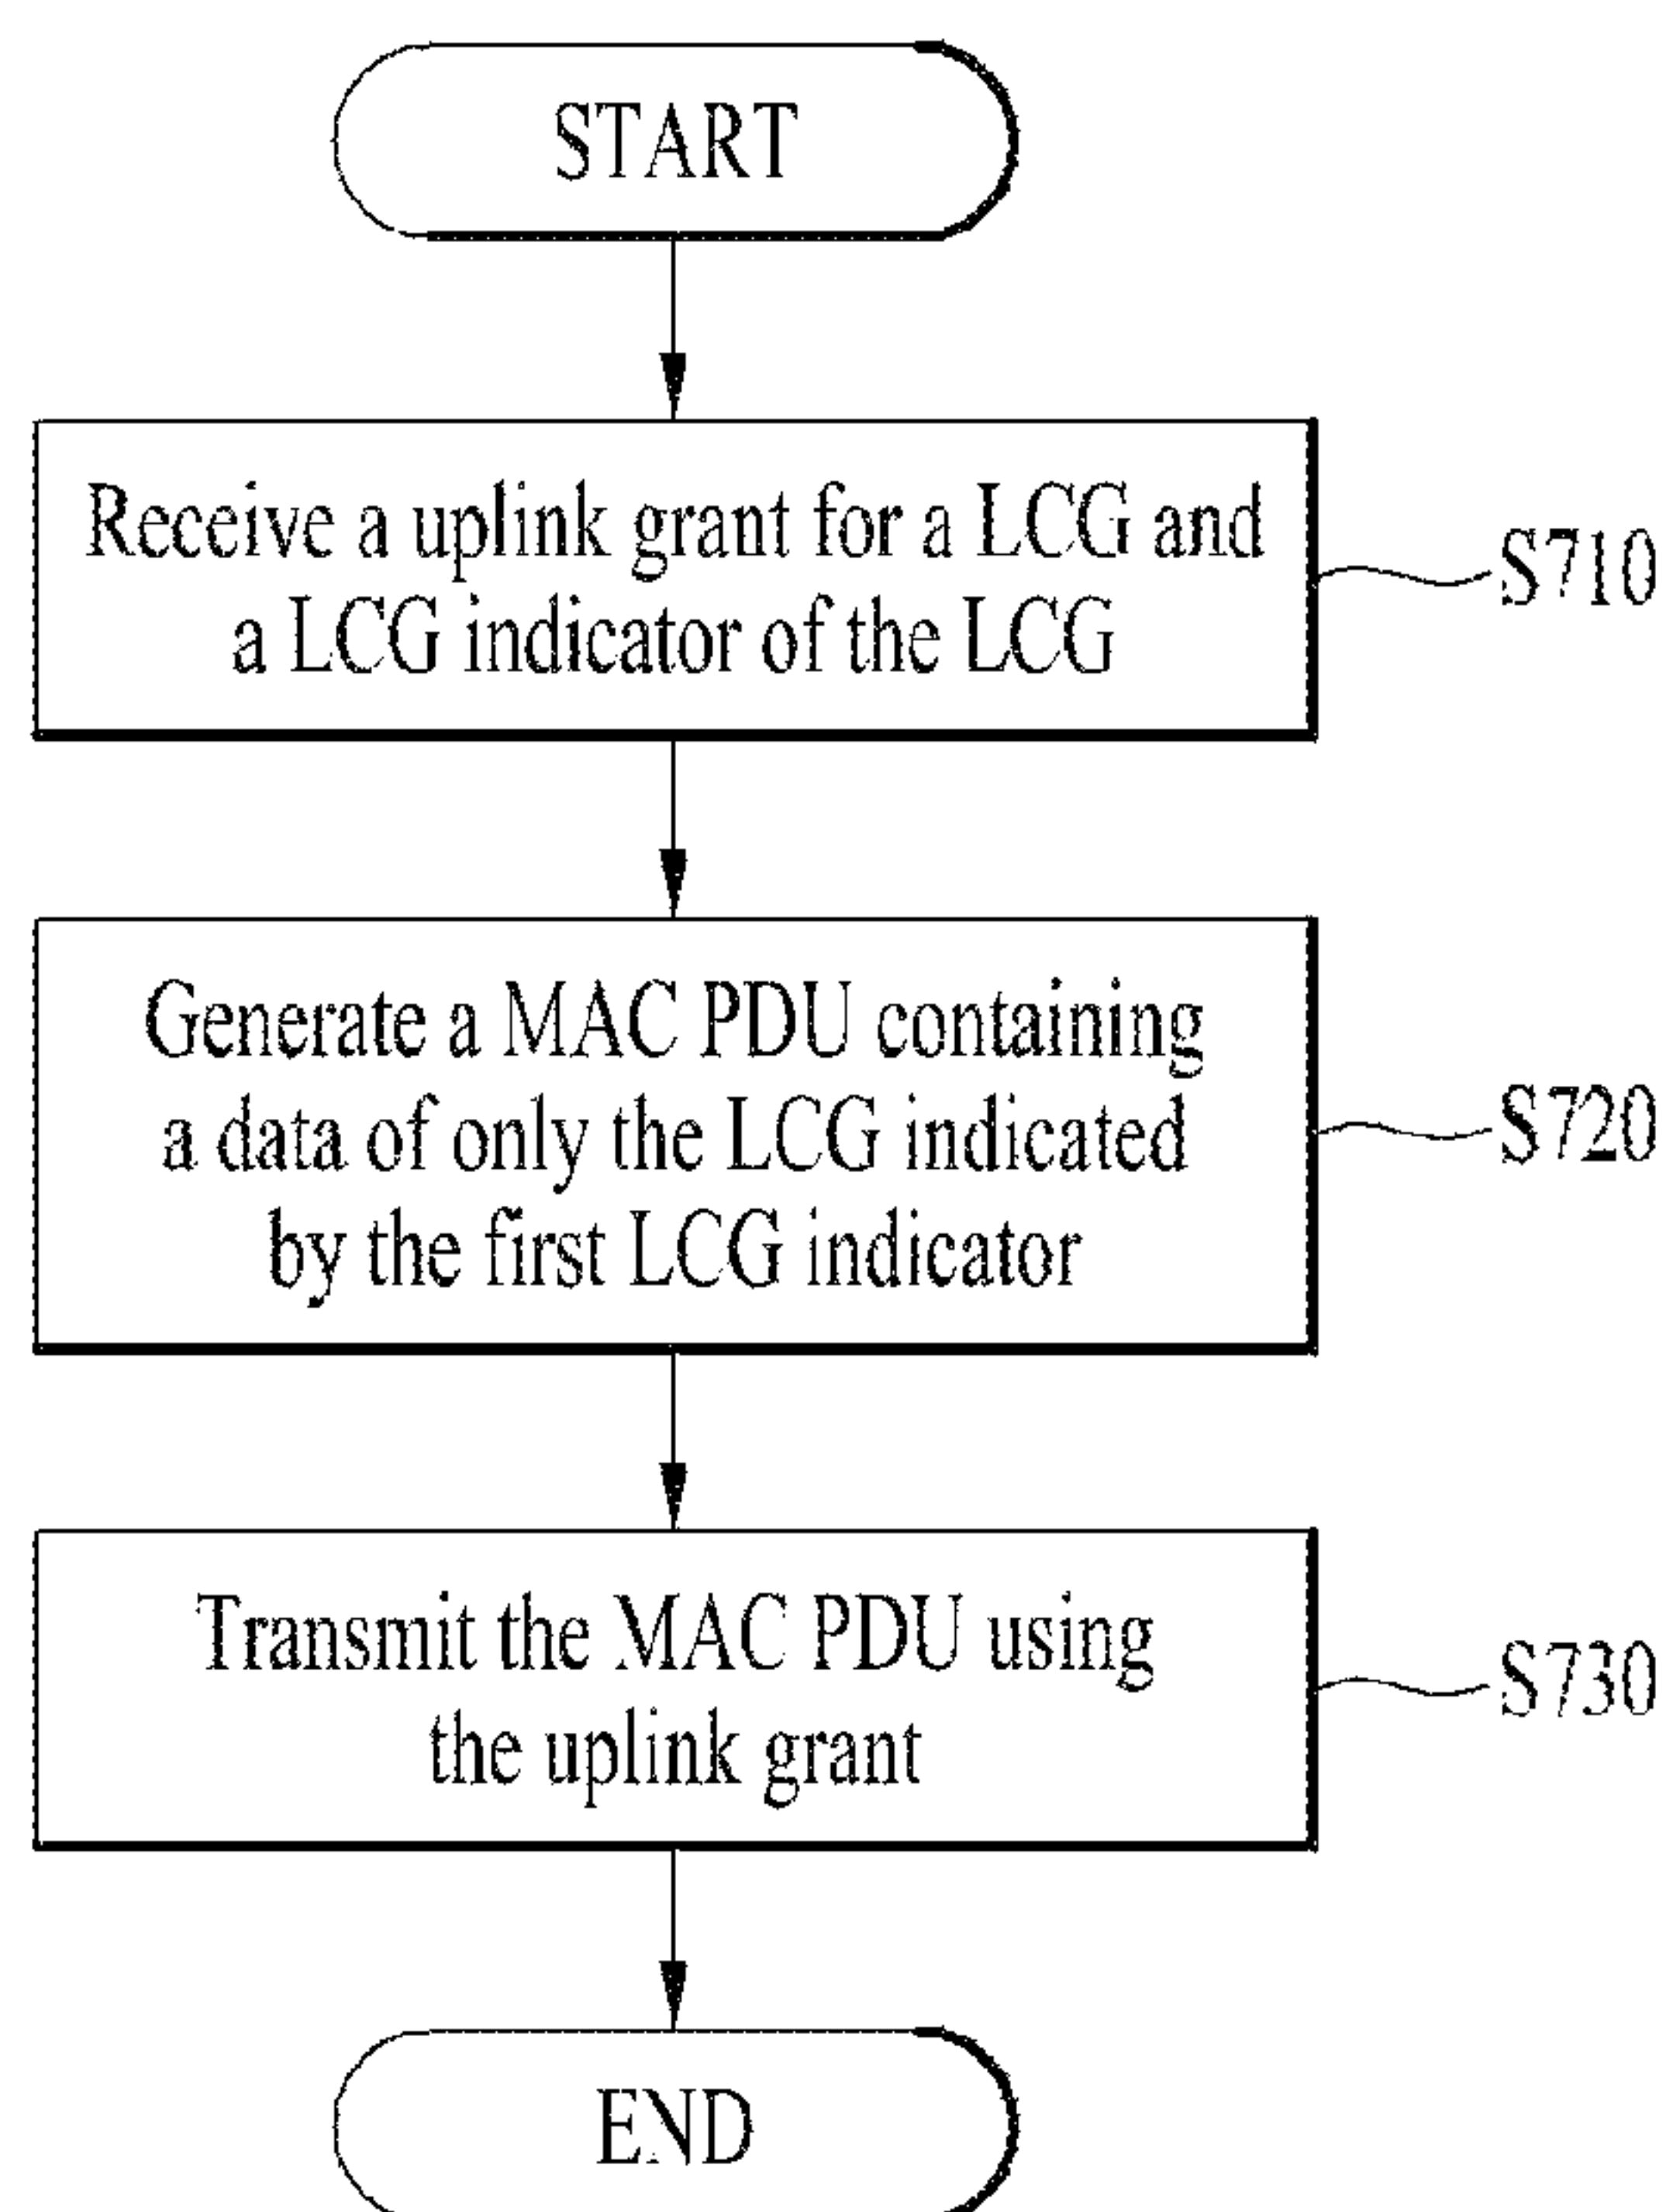 START
Receive a uplink grant for a LCG and
a LCG indicator of the LCG
S710
Generate a MAC PDU containing
a data of only the LCG indicated
by the first LCG indicator
S720
Transmit the MAC PDU using
the uplink grant
S730
END